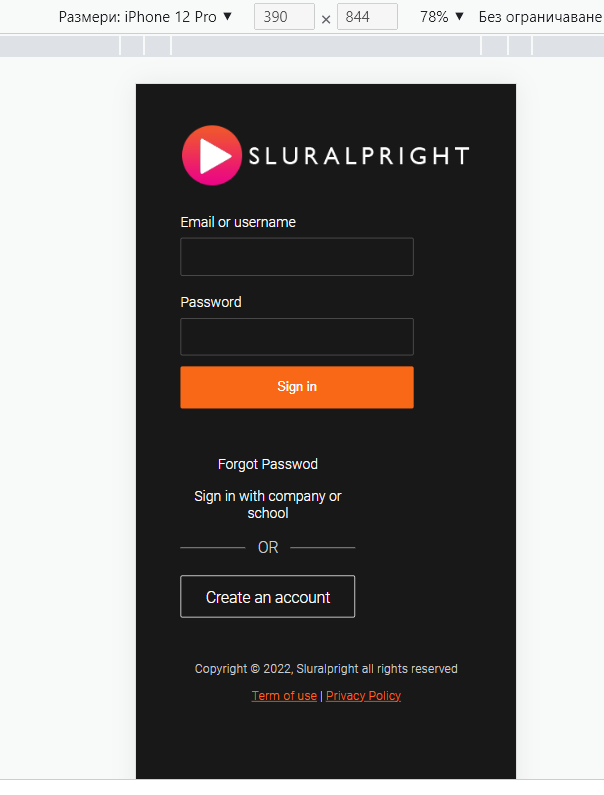 Размери: iPhone 12 Pro ▼ 390 × 844 78% ▼ Без ограничаване
SLURALPRIGHT
Email or username
Password
Sign in
Forgot Passwod
Sign in with company or
school
OR
Create an account
Copyright © 2022, Sluralpright all rights reserved
Term of use | Privacy Policy